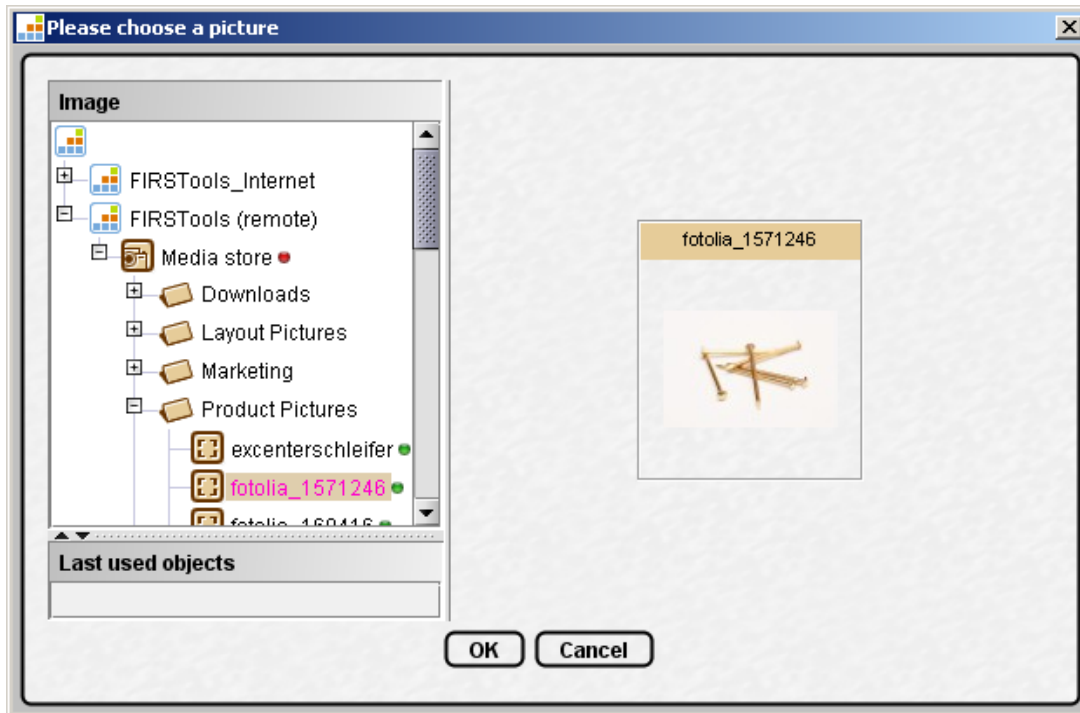 Please choose a picture
Image
FIRSTools_Internet
FIRSTools (remote)
Media store
Downloads
Layout Pictures
Marketing
Product Pictures
excenterschleifer
fotolia_1571246
fotolia_160416
Last used objects
fotolia_1571246
OK
Cancel